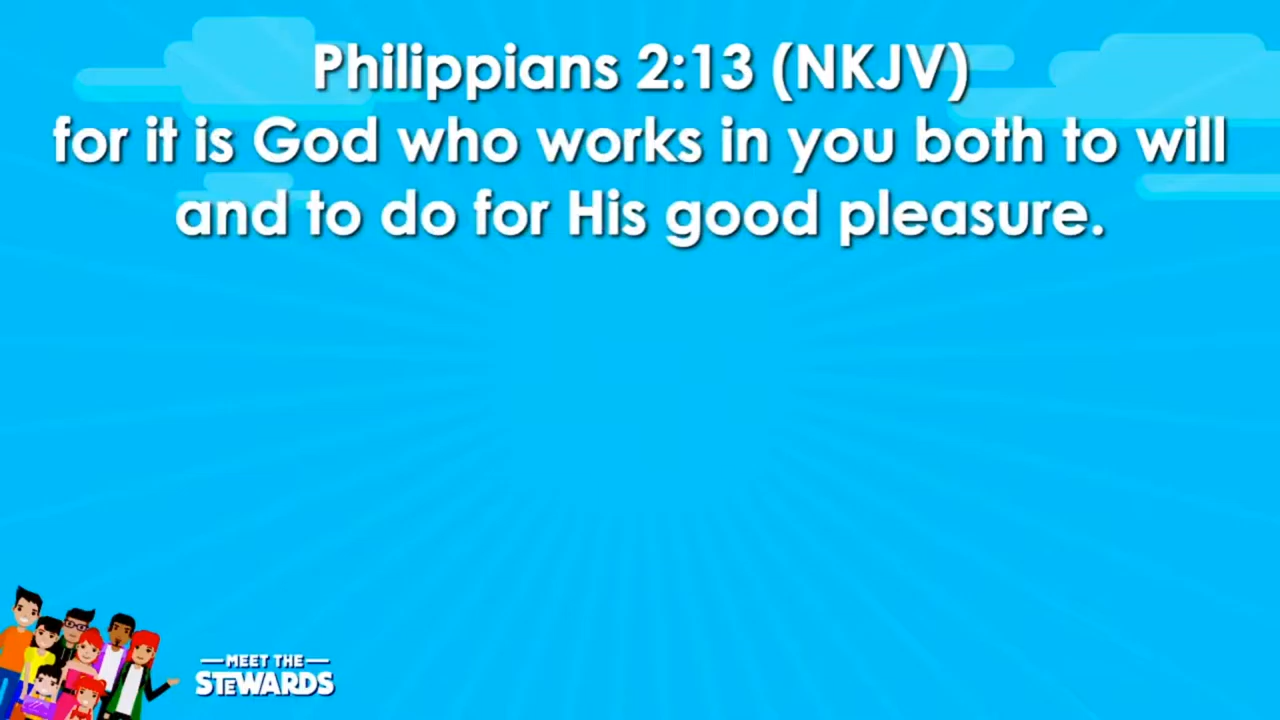 Philippians 2:13 (NKJV)
for it is God who works in you both to will
and to do for His good pleasure.
MEET THE
STeWARDS